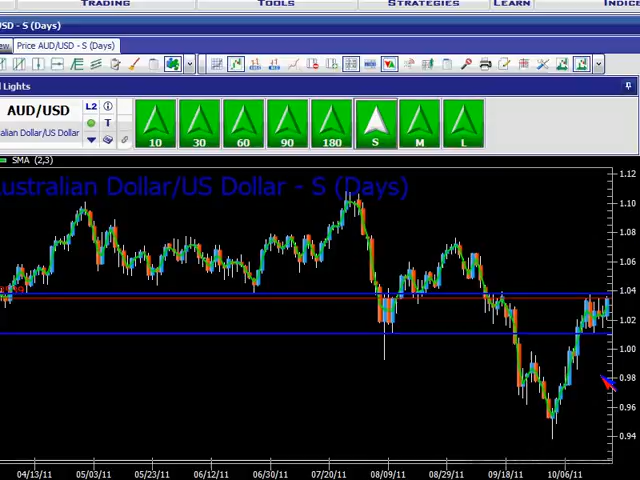 TRADING TOOLS STRATEGIES LEARN INDICE
USD - S (Days)
ew Price AUD/USD - S (Days)
Lights
AUD/USD L2
alian Dollar/US Dollar T
10 30 60 90 180 S M L
SMA (2,3)
ustralian Dollar/US Dollar - S (Days)
1.12
1.10
1.08
1.06
1.04
1.02
1.00
0.98
0.96
0.94
04/13/11 05/03/11 05/23/11 06/12/11 06/30/11 07/20/11 08/09/11 08/29/11 09/18/11 10/06/11